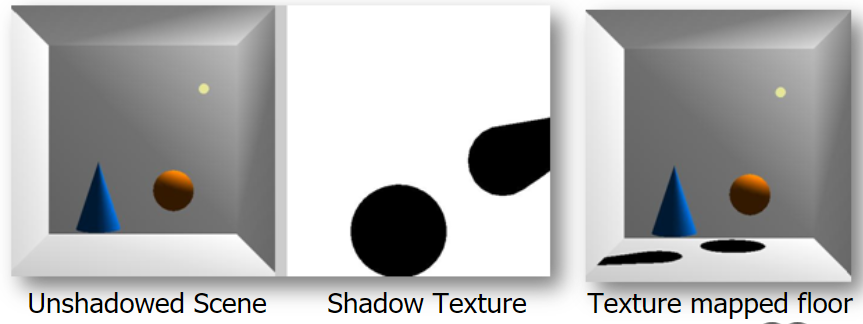 Unshadowed Scene
Shadow Texture
Texture mapped floor